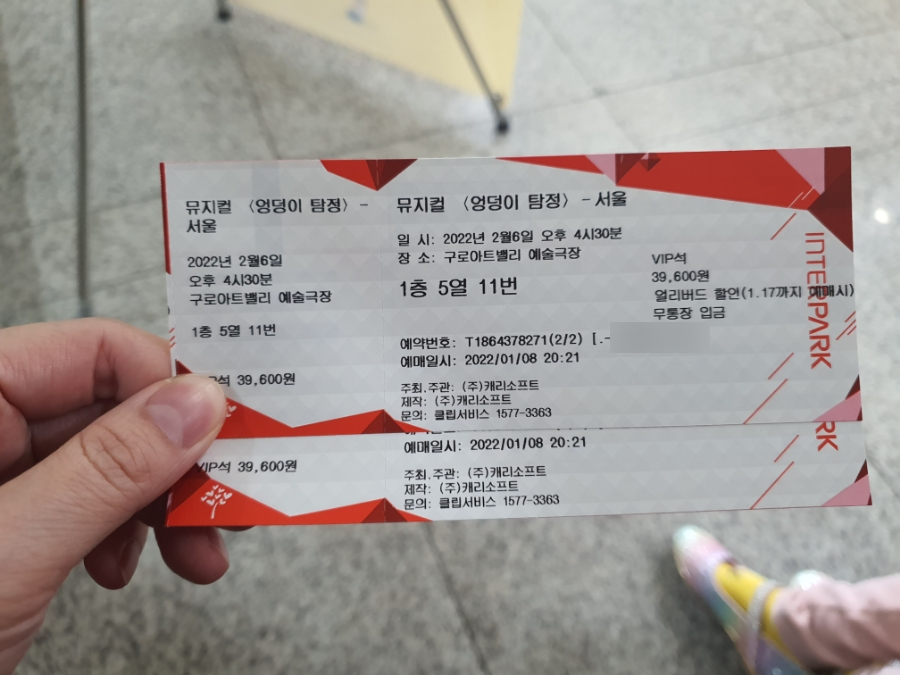 뮤지컬 〈엉덩이 탐정〉 -
서울
2022년 2월6일
오후 4시30분
구로아트밸리 예술극장
1층 5열 11번
석 39,600원
뮤지컬 〈엉덩이 탐정〉 - 서울
일 시: 2022년 2월6일 오후 4시30분
장 소: 구로아트밸리 예술극장
1층 5열 11번
VIP석
39,600원
얼리버드 할인(1.17까지 예매시)
무통장 입금
예약번호: T1864378271(2/2) [.-
예매일시: 2022/01/08 20:21
주최.주관: (주)캐리소프트
제작: (주)캐리소프트
문의: 클립서비스 1577-3363
INTERPARK
VIP석 39,600원
예매일시: 2022/01/08 20:21
주최.주관: (주)캐리소프트
제작: (주)캐리소프트
문의: 클립서비스 1577-3363
RK